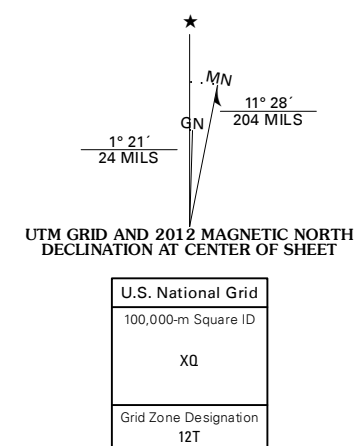 MN
11° 28´
204 MILS
GN
1° 21´
24 MILS
UTM GRID AND 2012 MAGNETIC NORTH
DECLINATION AT CENTER OF SHEET
U.S. National Grid
100,000-m Square ID
XQ
Grid Zone Designation
12T